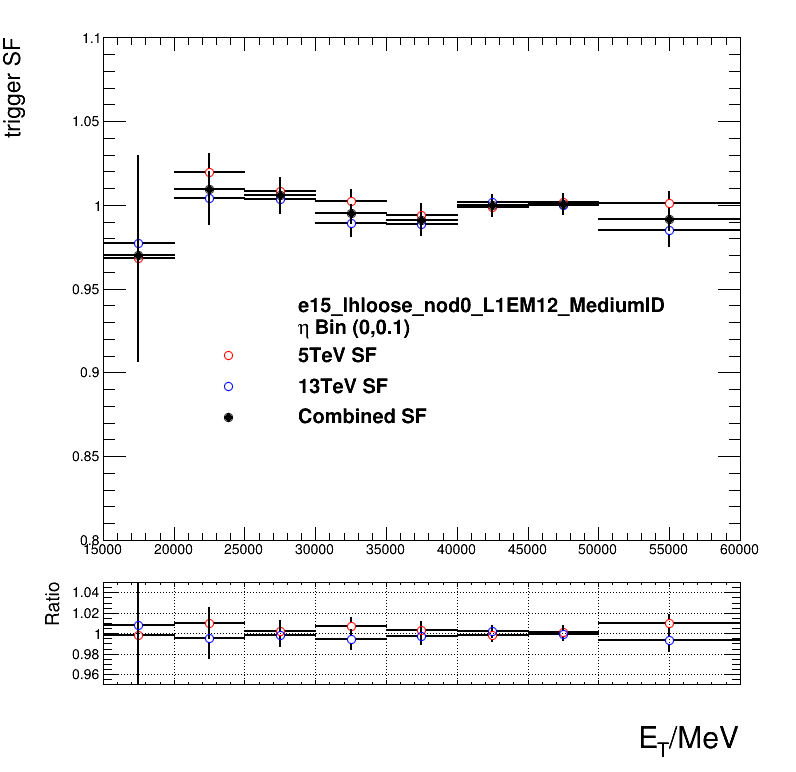 trigger SF
1.1
1.05
1
0.95
0.9
0.85
0.8
e15_lhloose_nod0_L1EM12_MediumID
η Bin (0,0.1)
5TeV SF
13TeV SF
Combined SF
15000 20000 25000 30000 35000 40000 45000 50000 55000 60000
Ratio
1.04
1.02
1
0.98
0.96
E_T/MeV